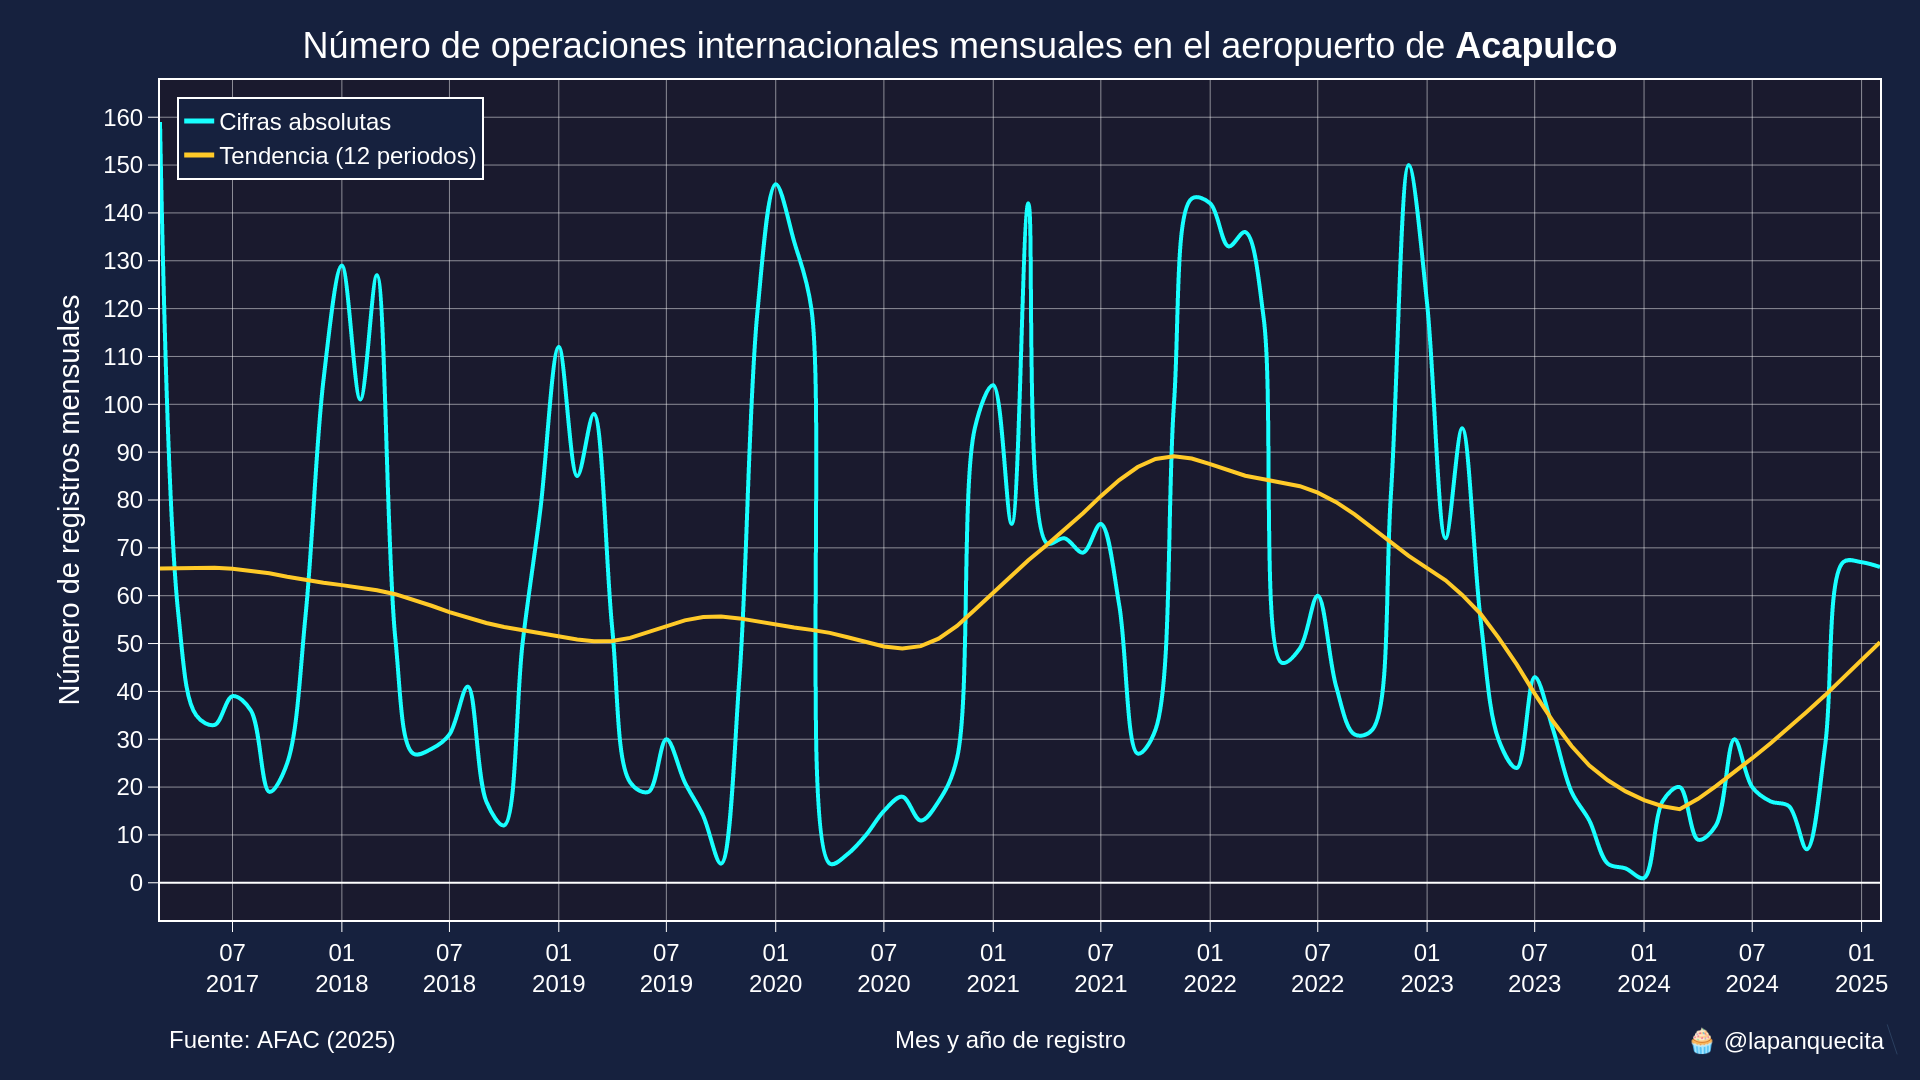 Número de operaciones internacionales mensuales en el aeropuerto de Acapulco
Cifras absolutas
Tendencia (12 periodos)
Número de registros mensuales
160
150
140
130
120
110
100
90
80
70
60
50
40
30
20
10
0
07 01 07 01 07 01 07 01 07 01 07 01 07 01 07 01
2017 2018 2018 2019 2019 2020 2020 2021 2021 2022 2022 2023 2023 2024 2024 2025
Fuente: AFAC (2025)
Mes y año de registro
🧁 @lapanquecita